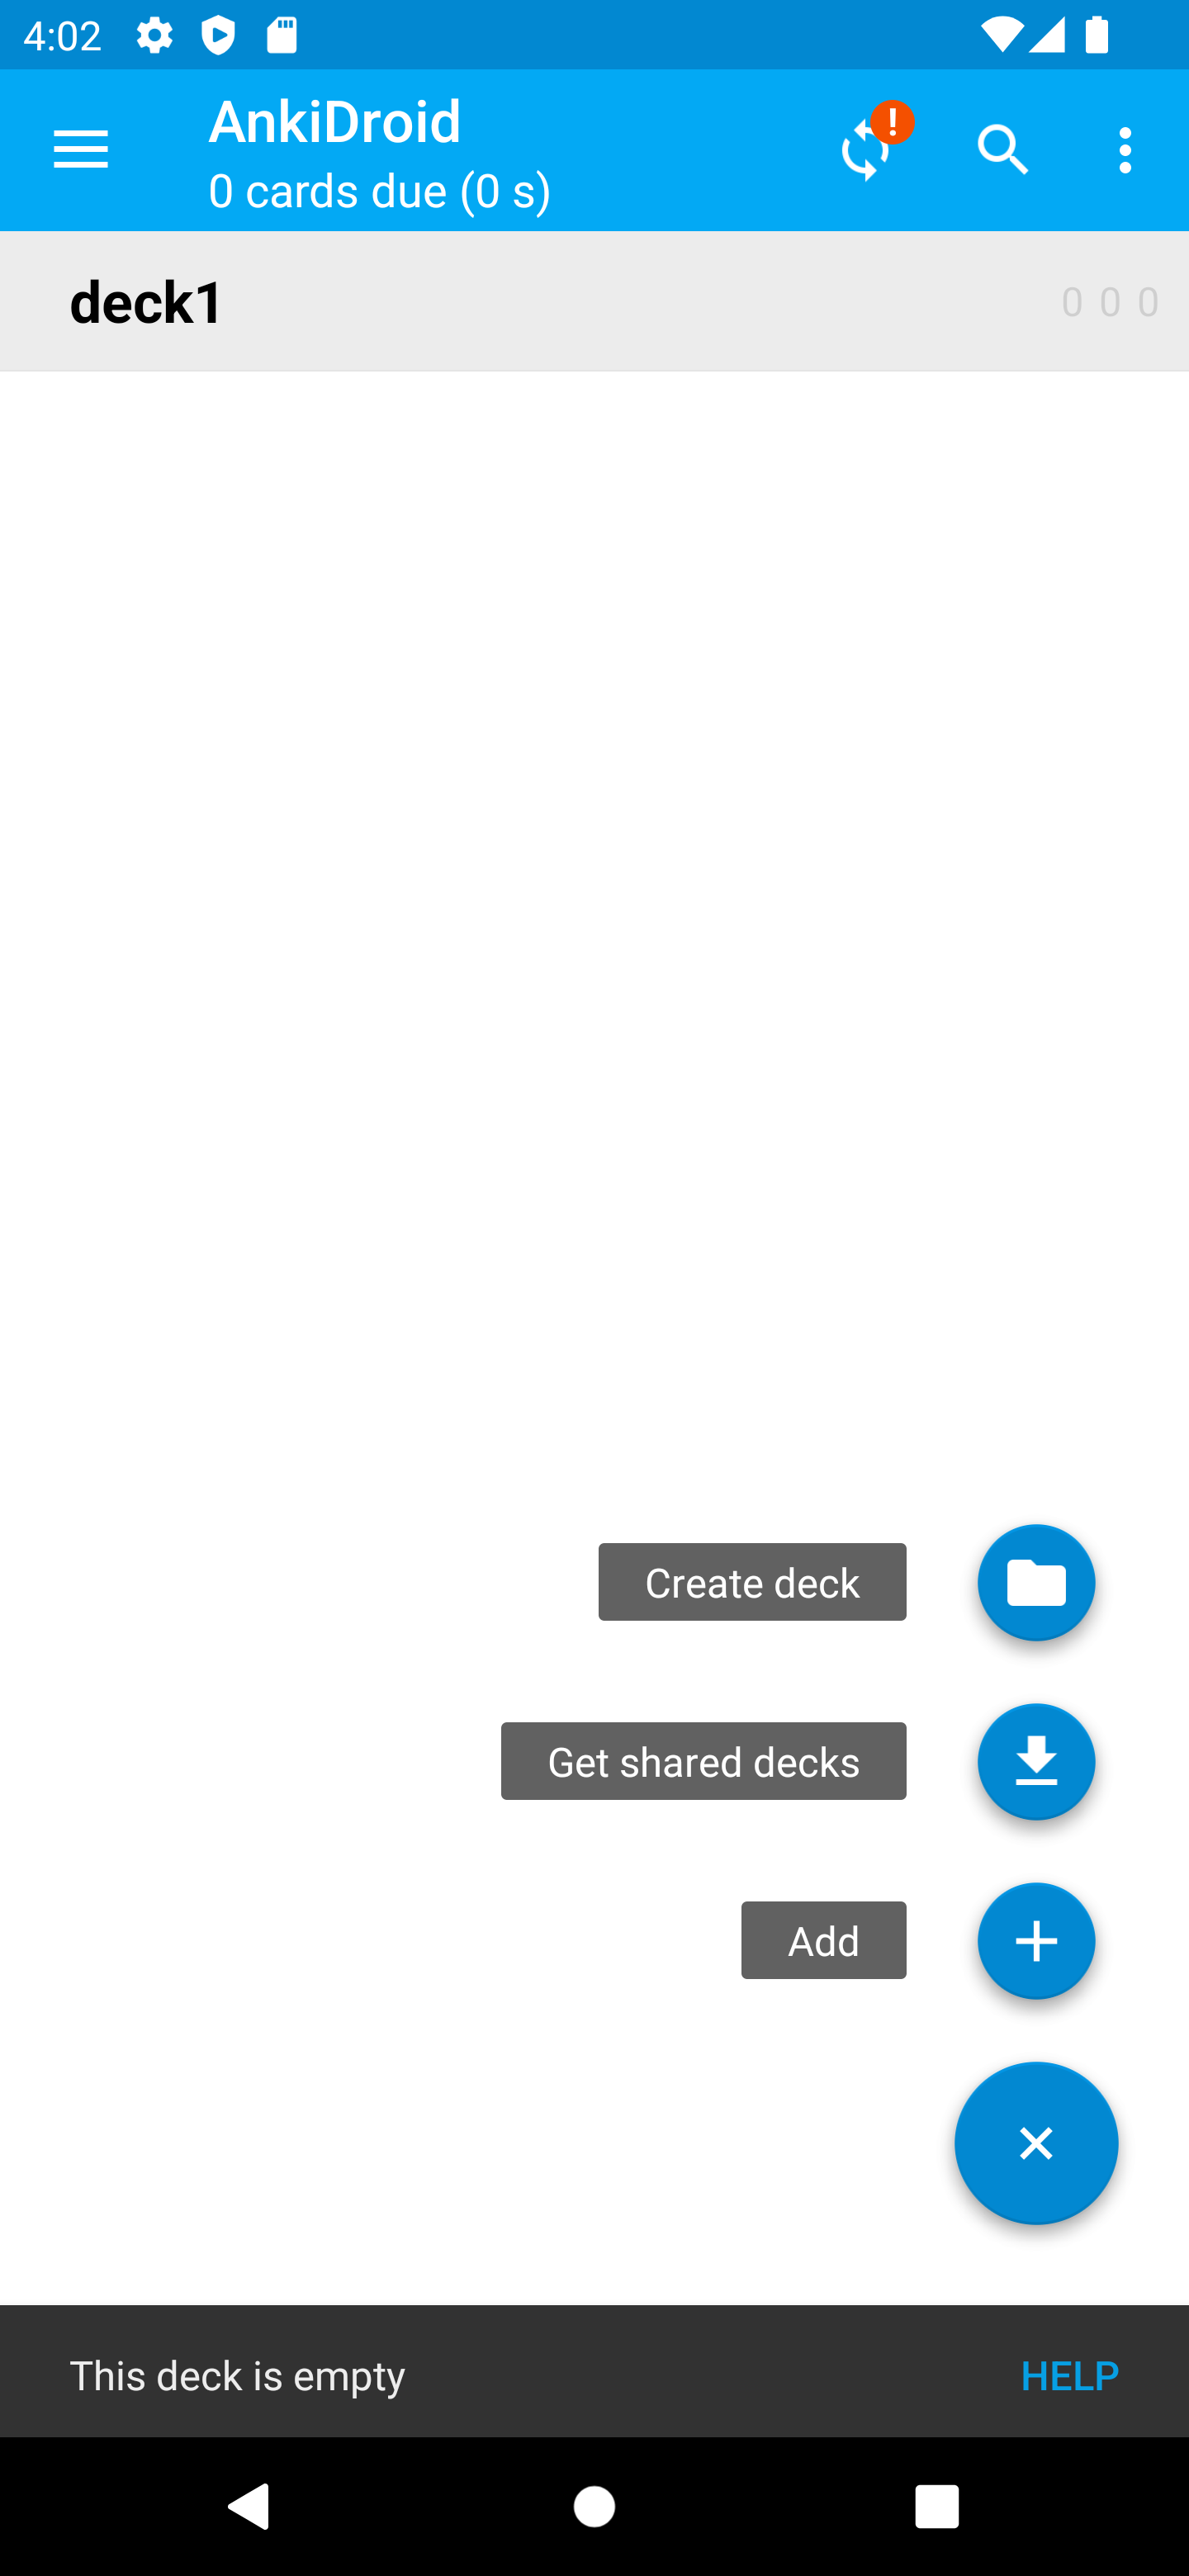 4:02
AnkiDroid
!
0 cards due (0 s)
deck1
0 0 0
Create deck
Get shared decks
Add
This deck is empty
HELP